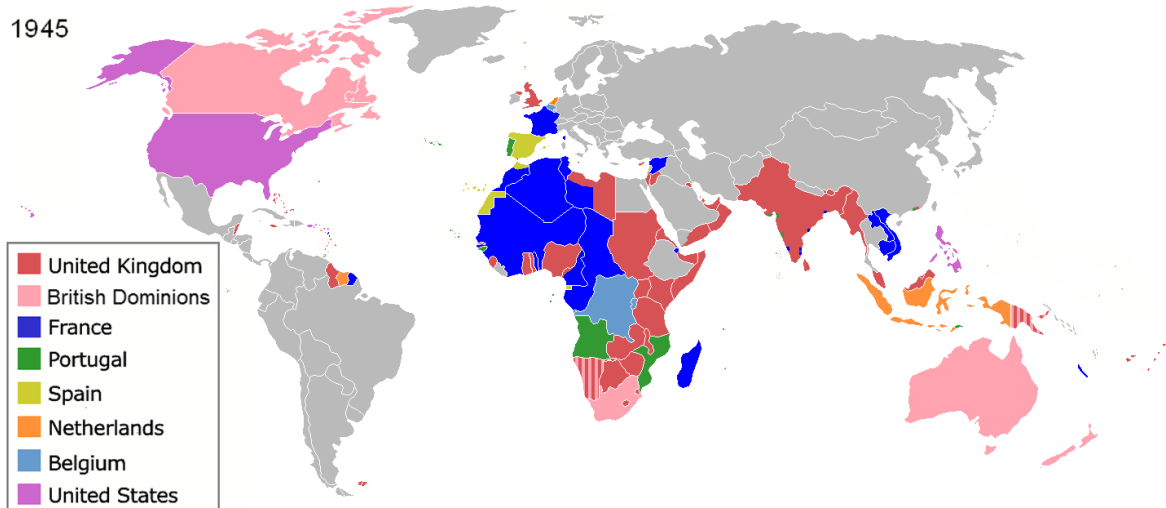 1945
United Kingdom
British Dominions
France
Portugal
Spain
Netherlands
Belgium
United States